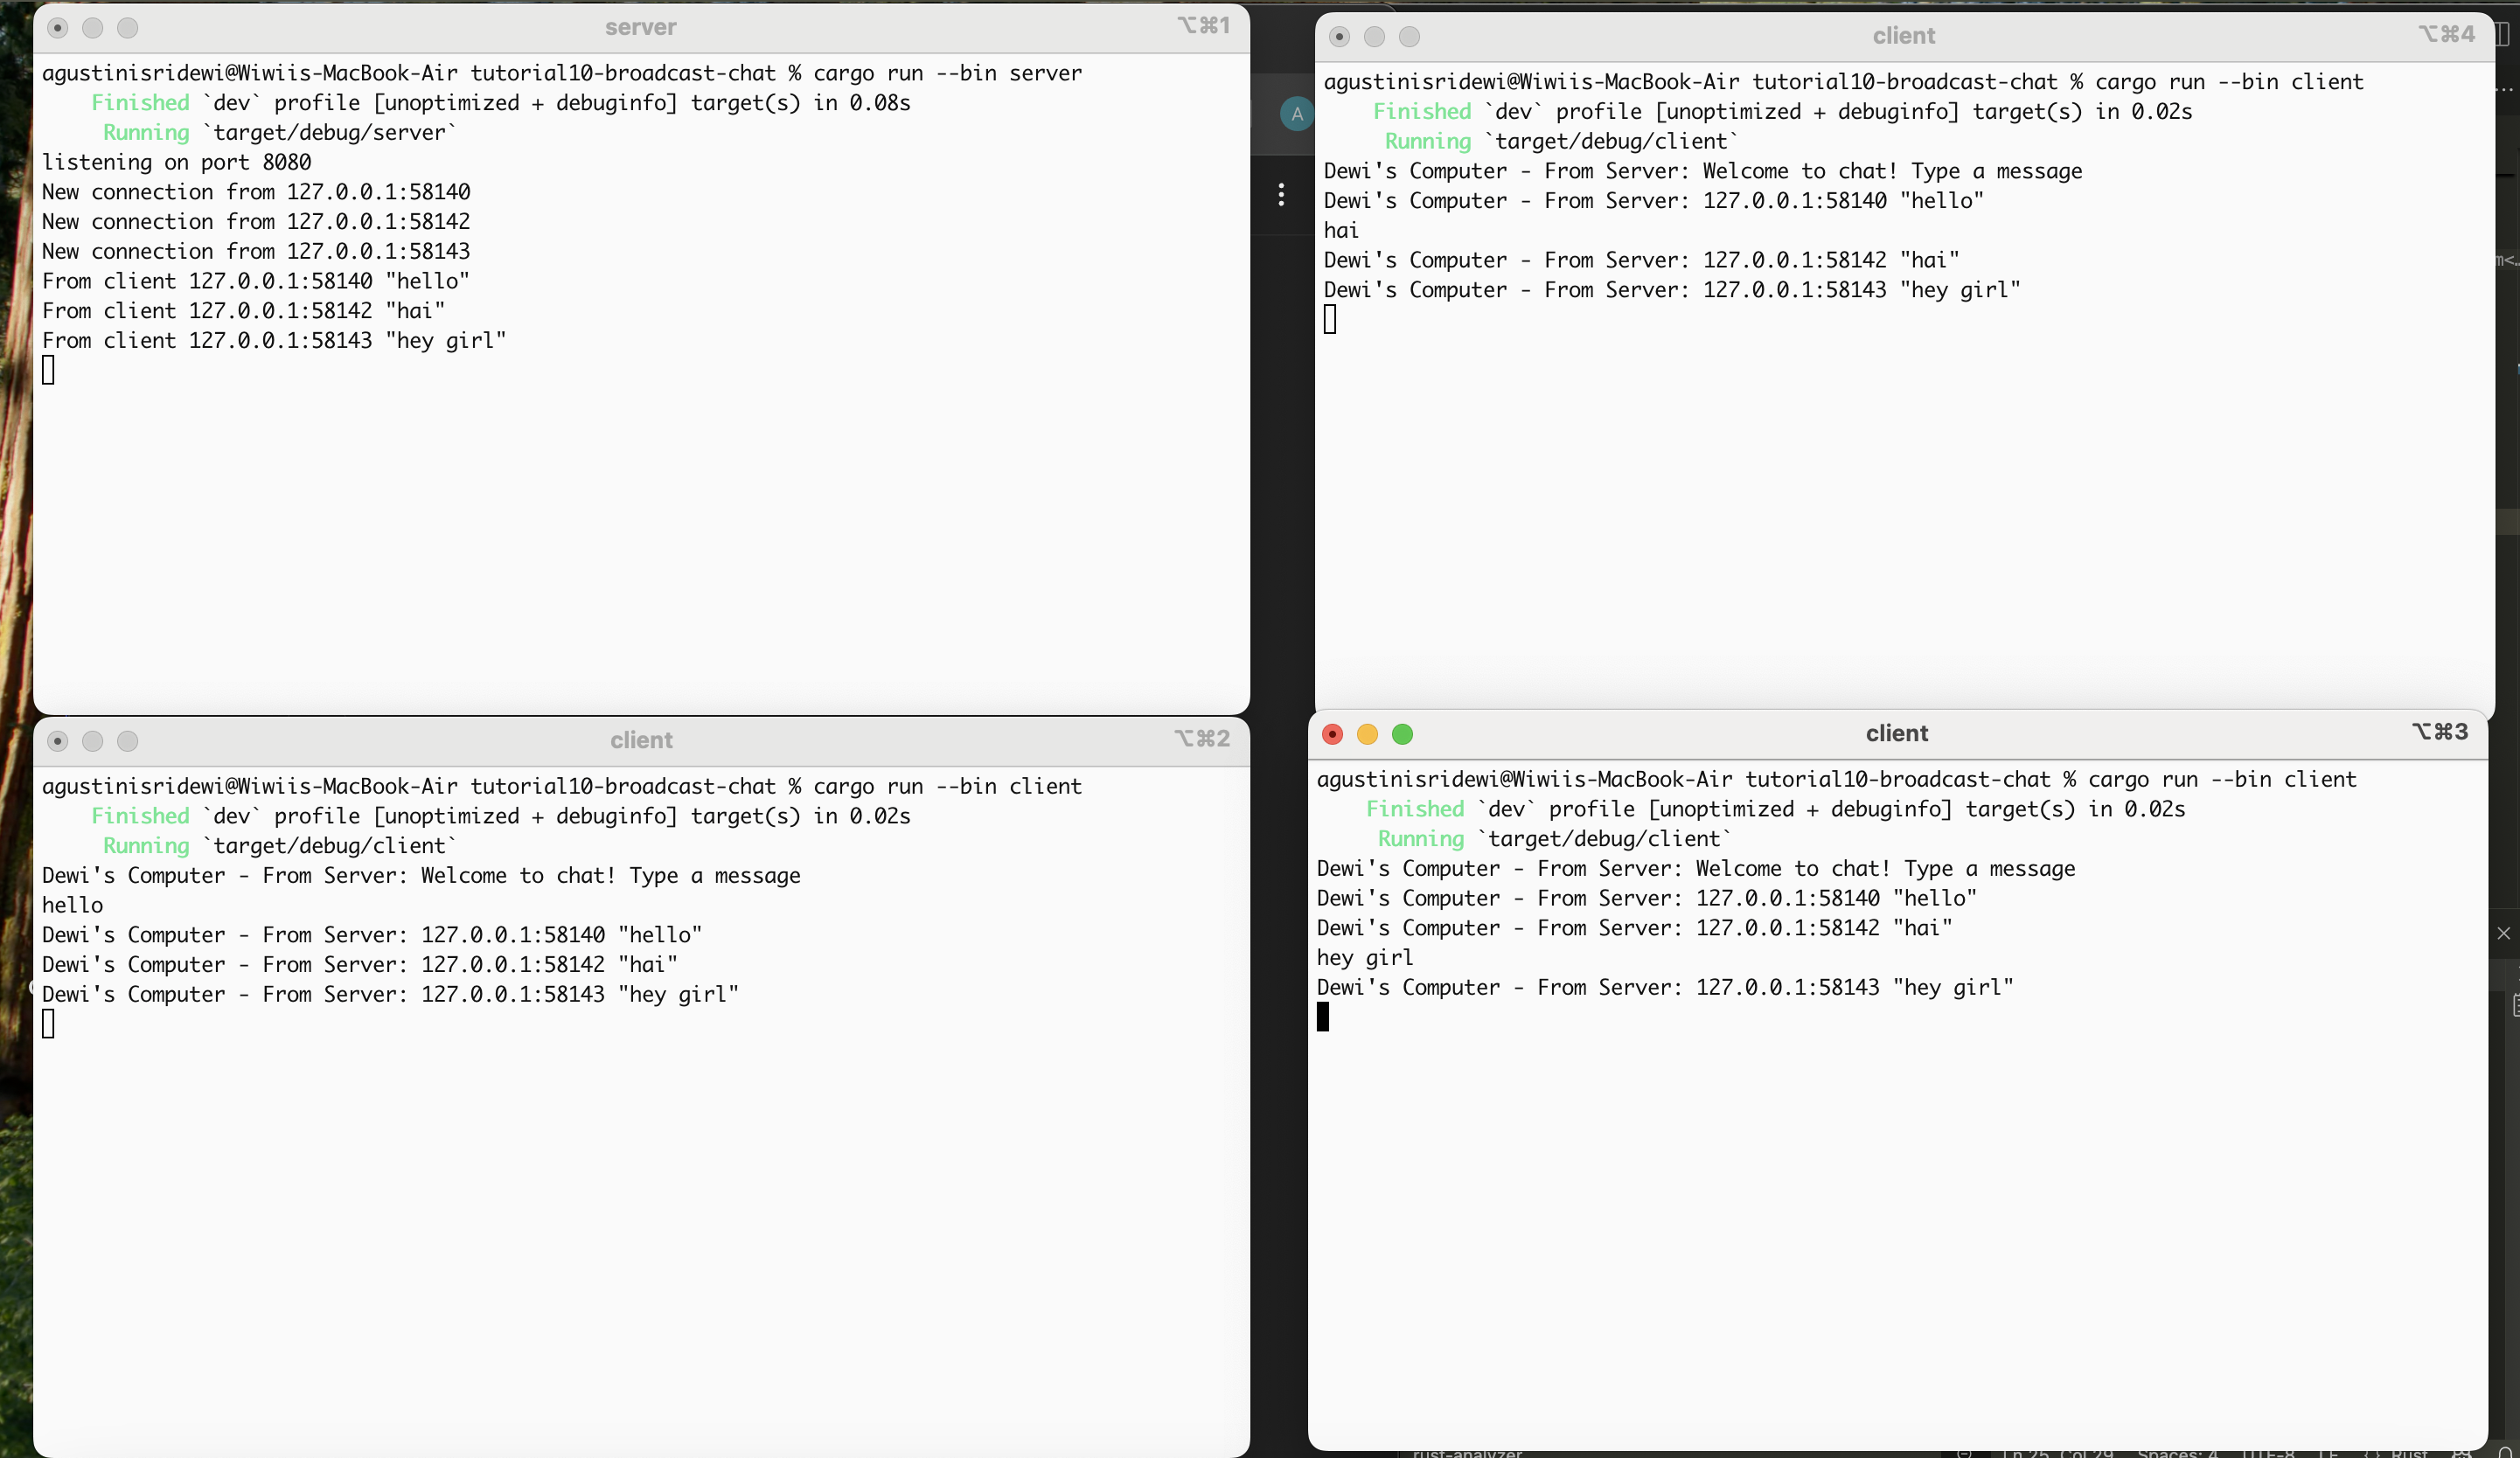 server
⌥⌘1
agustinisridewi@Wiwiis-MacBook-Air tutorial10-broadcast-chat % cargo run --bin server
Finished `dev` profile [unoptimized + debuginfo] target(s) in 0.08s
Running `target/debug/server`
listening on port 8080
New connection from 127.0.0.1:58140
New connection from 127.0.0.1:58142
New connection from 127.0.0.1:58143
From client 127.0.0.1:58140 "hello"
From client 127.0.0.1:58142 "hai"
From client 127.0.0.1:58143 "hey girl"
A
client
⌥⌘4
agustinisridewi@Wiwiis-MacBook-Air tutorial10-broadcast-chat % cargo run --bin client
Finished `dev` profile [unoptimized + debuginfo] target(s) in 0.02s
Running `target/debug/client`
Dewi's Computer - From Server: Welcome to chat! Type a message
Dewi's Computer - From Server: 127.0.0.1:58140 "hello"
hai
Dewi's Computer - From Server: 127.0.0.1:58142 "hai"
Dewi's Computer - From Server: 127.0.0.1:58143 "hey girl"
client
⌥⌘2
agustinisridewi@Wiwiis-MacBook-Air tutorial10-broadcast-chat % cargo run --bin client
Finished `dev` profile [unoptimized + debuginfo] target(s) in 0.02s
Running `target/debug/client`
Dewi's Computer - From Server: Welcome to chat! Type a message
hello
Dewi's Computer - From Server: 127.0.0.1:58140 "hello"
Dewi's Computer - From Server: 127.0.0.1:58142 "hai"
Dewi's Computer - From Server: 127.0.0.1:58143 "hey girl"
client
⌥⌘3
agustinisridewi@Wiwiis-MacBook-Air tutorial10-broadcast-chat % cargo run --bin client
Finished `dev` profile [unoptimized + debuginfo] target(s) in 0.02s
Running `target/debug/client`
Dewi's Computer - From Server: Welcome to chat! Type a message
Dewi's Computer - From Server: 127.0.0.1:58140 "hello"
Dewi's Computer - From Server: 127.0.0.1:58142 "hai"
hey girl
Dewi's Computer - From Server: 127.0.0.1:58143 "hey girl"
rust-analyzer
Ln 25, Col 29 Spaces: 4 UTF-8 LF {} Rust